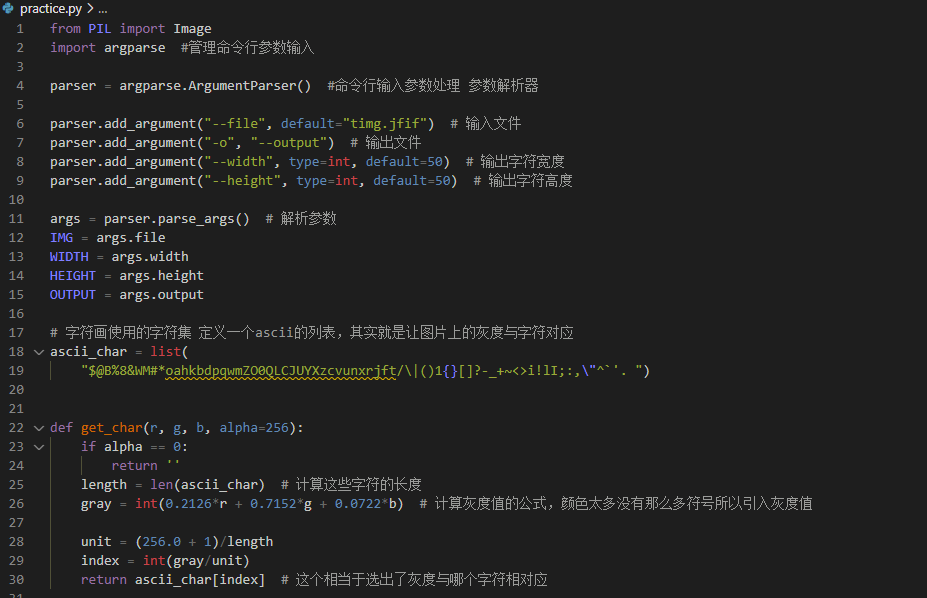 practice.py > ...
1 from PIL import Image
2 import argparse  #管理命令行参数输入
3
4 parser = argparse.ArgumentParser()  #命令行输入参数处理 参数解析器
5
6 parser.add_argument("--file", default="timg.jfif")  # 输入文件
7 parser.add_argument("-o", "--output")  # 输出文件
8 parser.add_argument("--width", type=int, default=50)  # 输出字符宽度
9 parser.add_argument("--height", type=int, default=50)  # 输出字符高度
10
11 args = parser.parse_args()  # 解析参数
12 IMG = args.file
13 WIDTH = args.width
14 HEIGHT = args.height
15 OUTPUT = args.output
16
17 # 字符画使用的字符集 定义一个ascii的列表，其实就是让图片上的灰度与字符对应
18 ascii_char = list(
19     "$@B%8&WM#*oahkbdpqwmZO0QLCJUYXzcvunxrjft/\|()1{}[]?-_+~<>i!lI;:,\"^`'. ")
20
21
22 def get_char(r, g, b, alpha=256):
23     if alpha == 0:
24         return ''
25     length = len(ascii_char)  # 计算这些字符的长度
26     gray = int(0.2126*r + 0.7152*g + 0.0722*b)  # 计算灰度值的公式，颜色太多没有那么多符号所以引入灰度值
27
28     unit = (256.0 + 1)/length
29     index = int(gray/unit)
30     return ascii_char[index]  # 这个相当于选出了灰度与哪个字符相对应
31